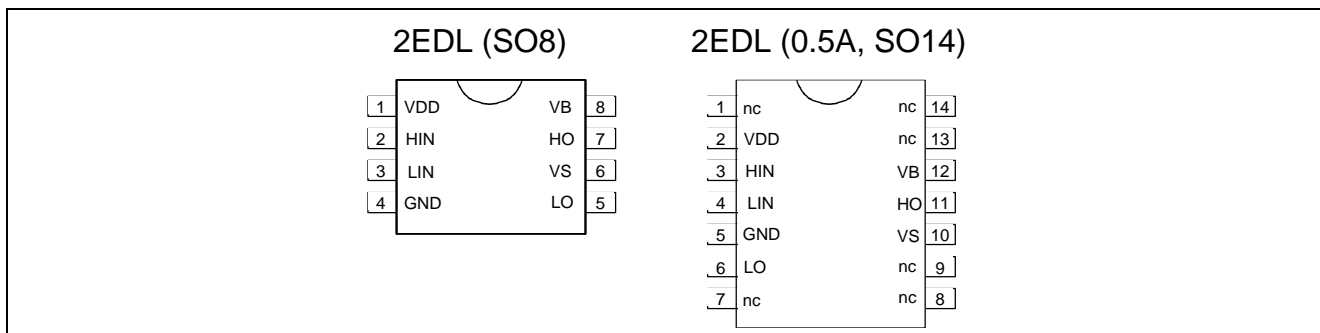 2EDL (SO8)
1 VDD VB 8
2 HIN HO 7
3 LIN VS 6
4 GND LO 5
2EDL (0.5A, SO14)
1 nc nc 14
2 VDD nc 13
3 HIN VB 12
4 LIN HO 11
5 GND VS 10
6 LO nc 9
7 nc nc 8